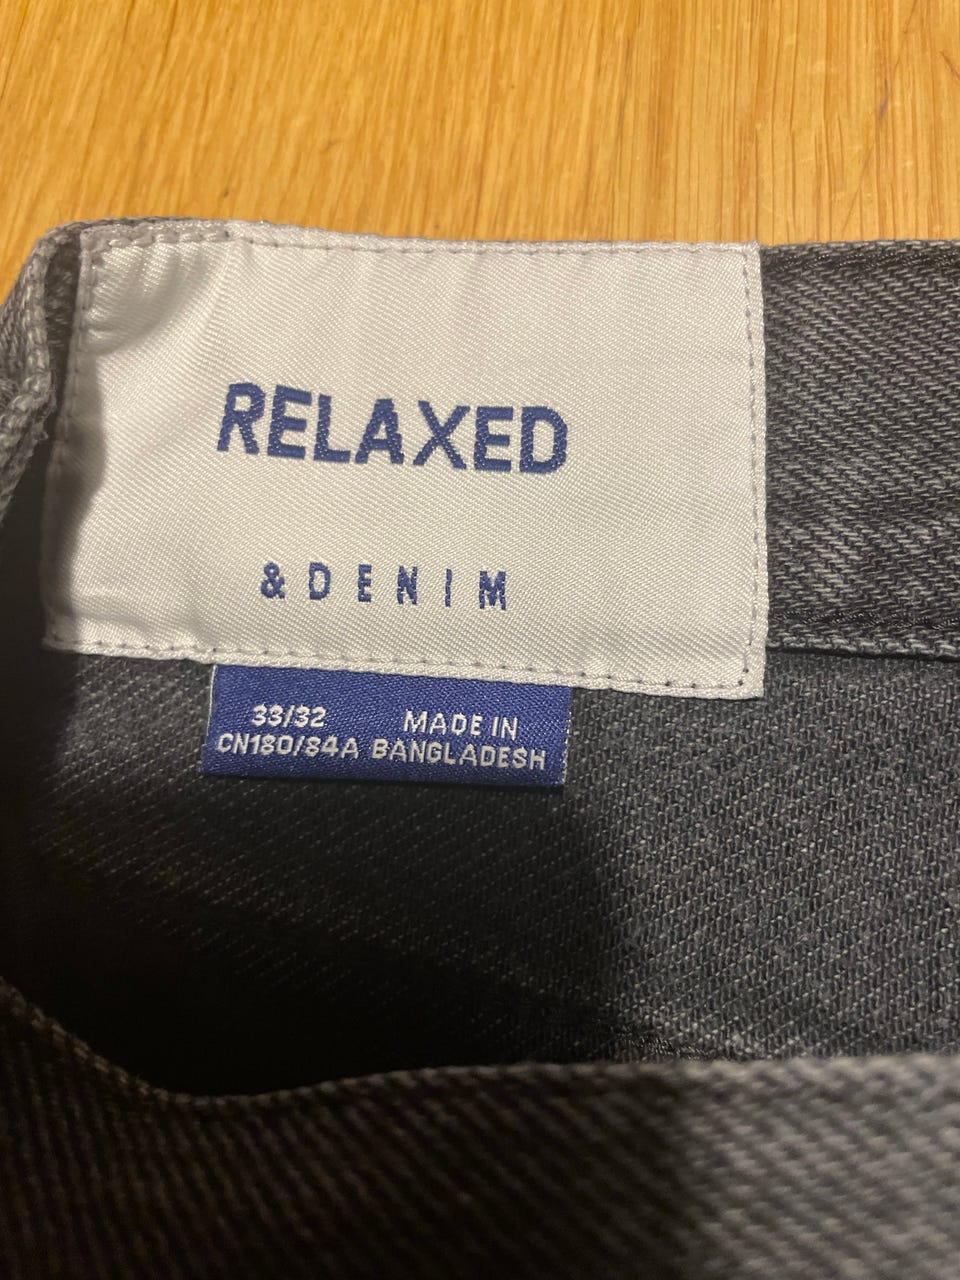 RELAXED
& DENIM
33/32 MADE IN
CN180/84A BANGLADESH